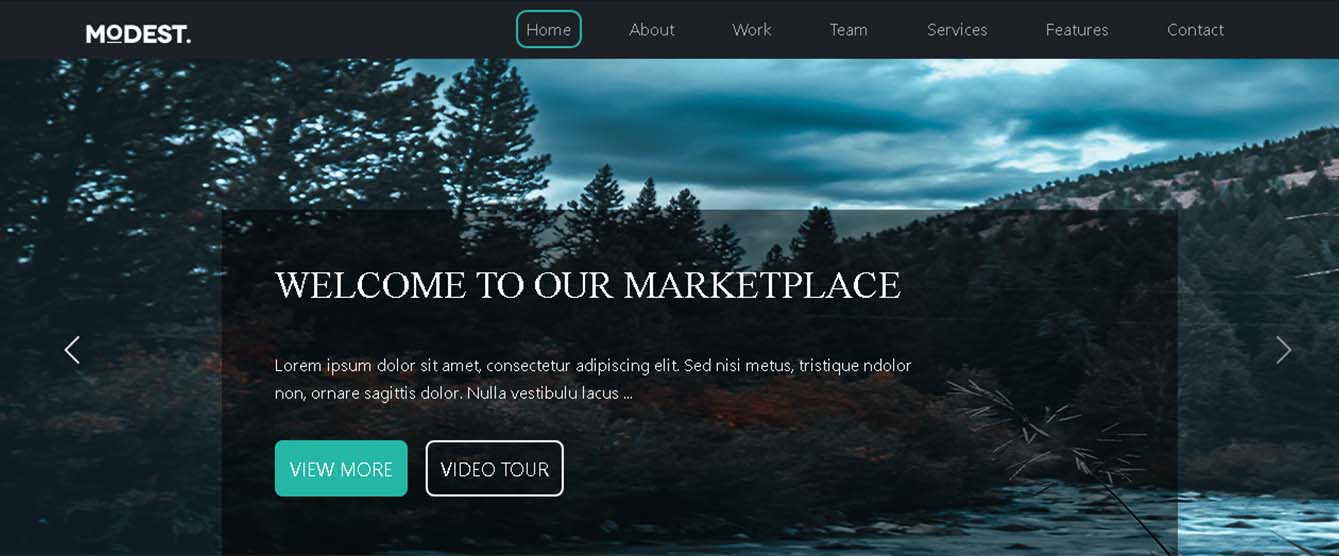 MODEST.
Home About Work Team Services Features Contact
WELCOME TO OUR MARKETPLACE
Lorem ipsum dolor sit amet, consectetur adipiscing elit. Sed nisi metus, tristique ndolor
non, ornare sagittis dolor. Nulla vestibulu lacus ...
VIEW MORE VIDEO TOUR